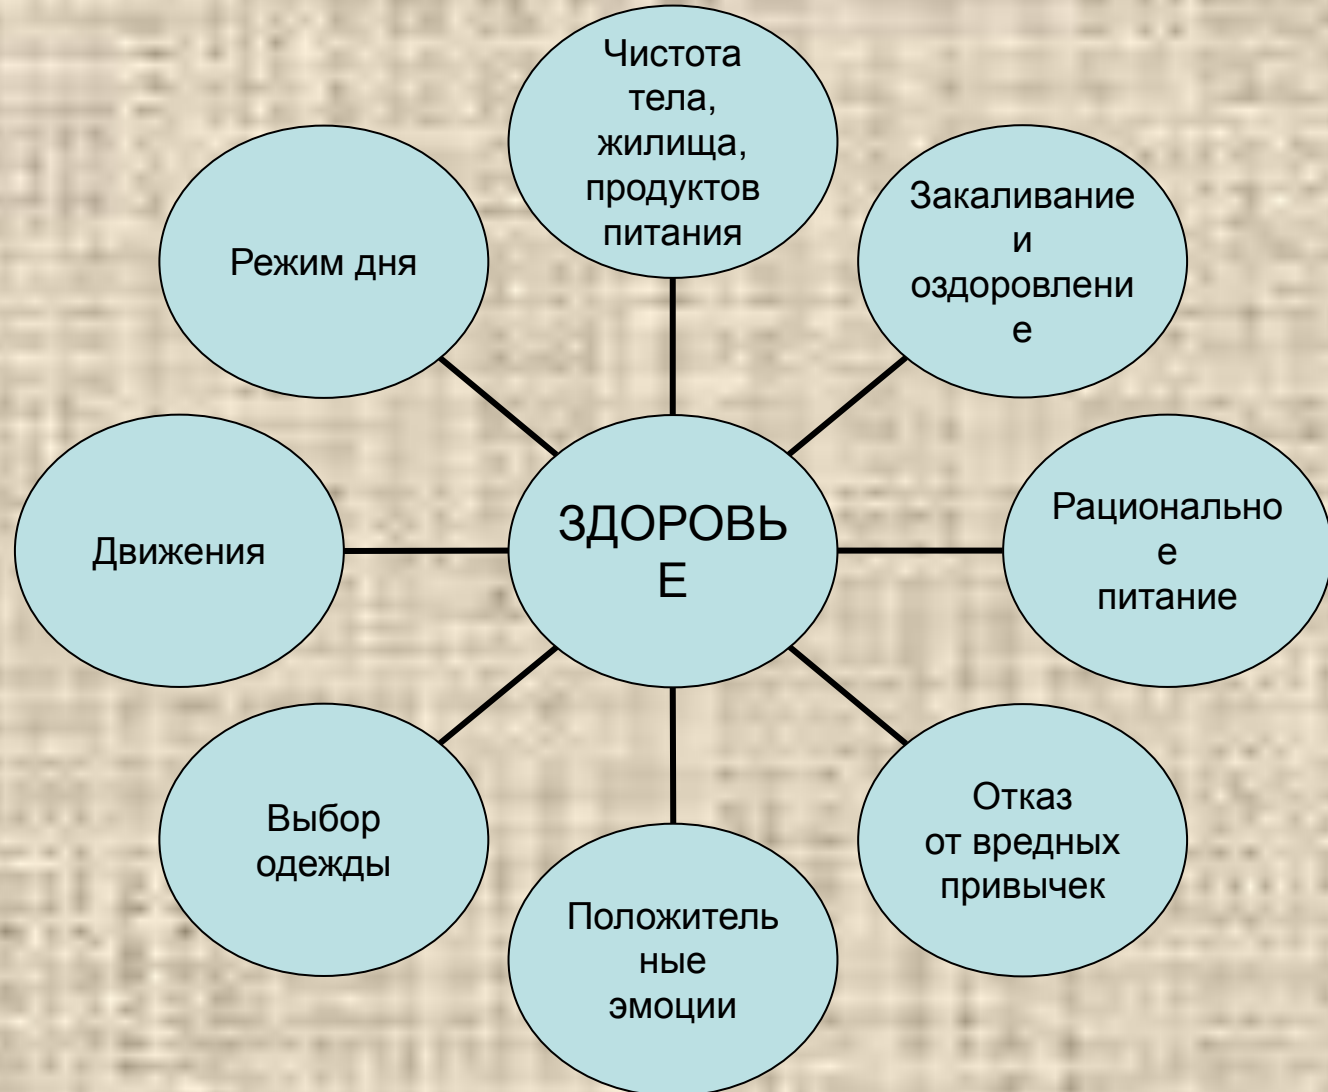 Чистота
тела,
жилища,
продуктов
питания
Закаливание
и
оздоровлени
е
Режим дня
Рационально
е
питание
Движения
ЗДОРОВЬ
Е
Отказ
от вредных
привычек
Выбор
одежды
Положитель
ные
эмоции